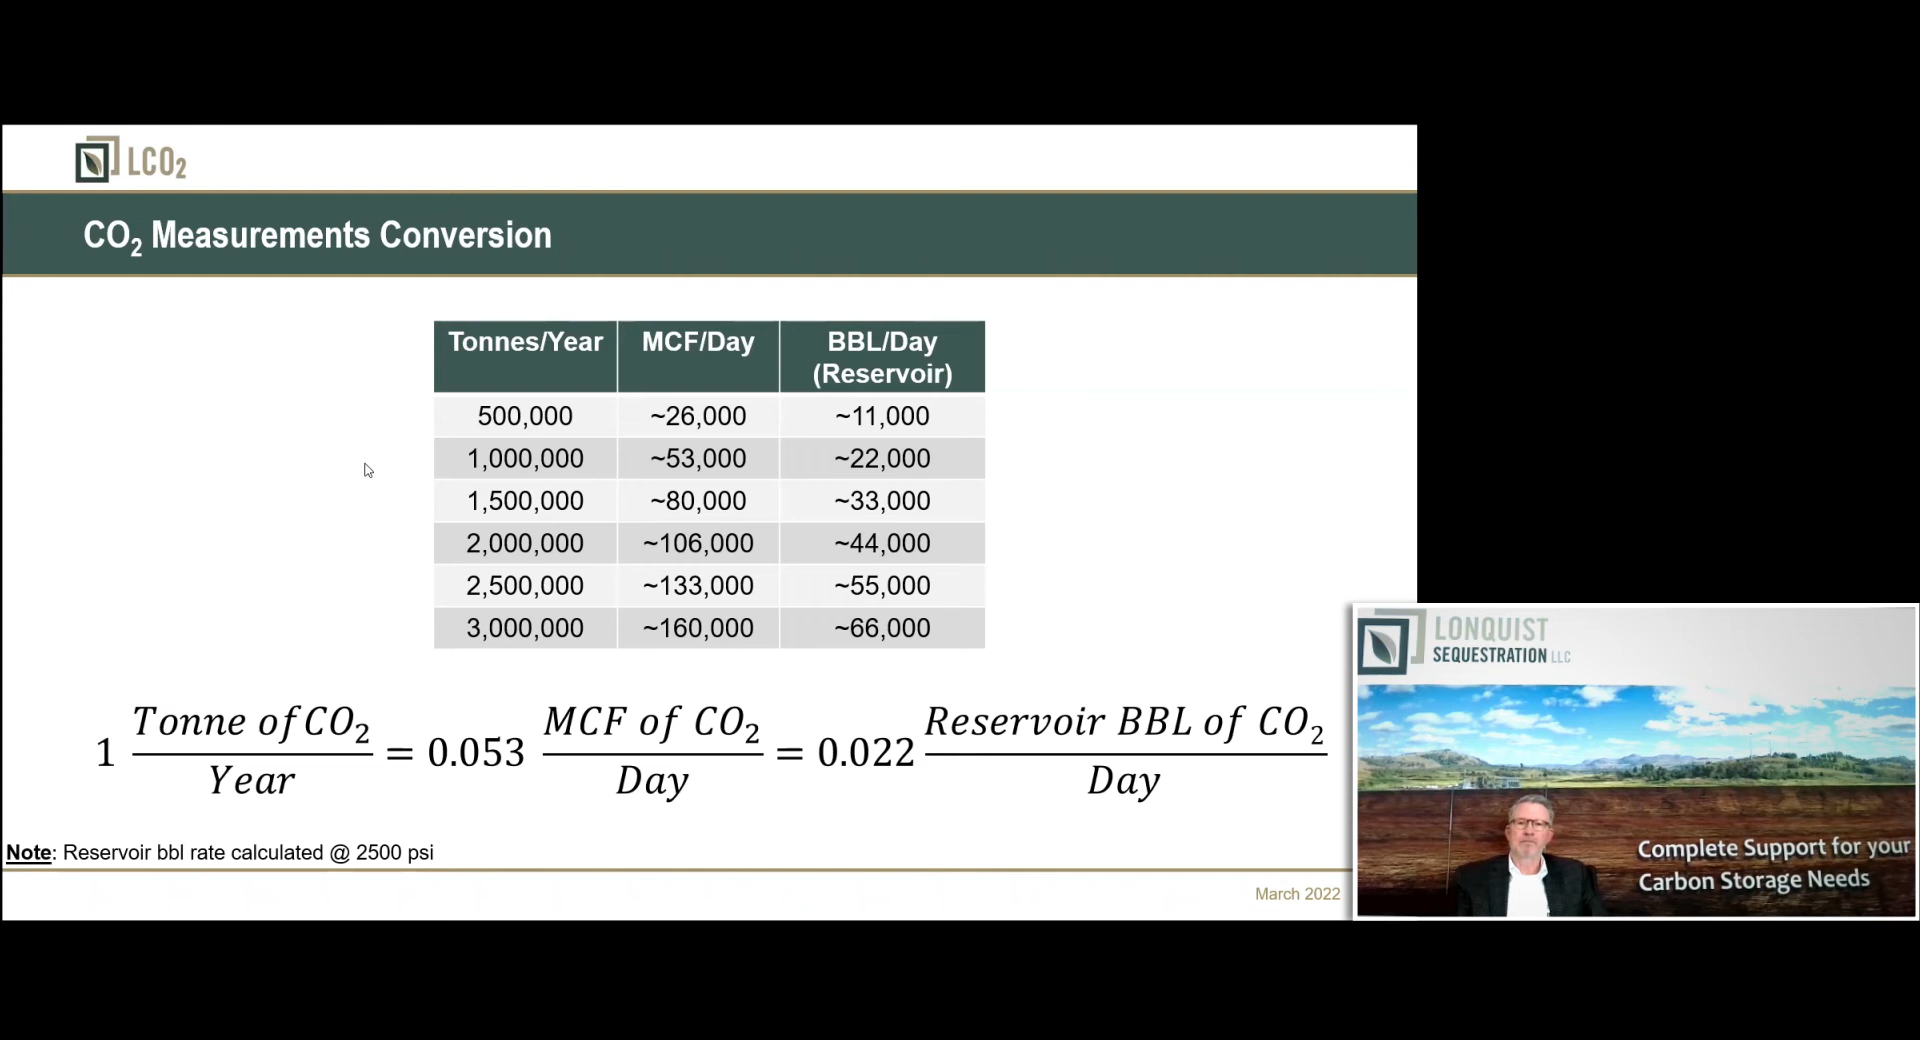 LCO2
CO2 Measurements Conversion
Tonnes/Year MCF/Day BBL/Day (Reservoir)
500,000 ~26,000 ~11,000
1,000,000 ~53,000 ~22,000
1,500,000 ~80,000 ~33,000
2,000,000 ~106,000 ~44,000
2,500,000 ~133,000 ~55,000
3,000,000 ~160,000 ~66,000
1 Tonne of CO2 / Year = 0.053 MCF of CO2 / Day = 0.022 Reservoir BBL of CO2 / Day
Note: Reservoir bbl rate calculated @ 2500 psi
March 2022
LONQUIST
SEQUESTRATION LLC
Complete Support for your
Carbon Storage Needs